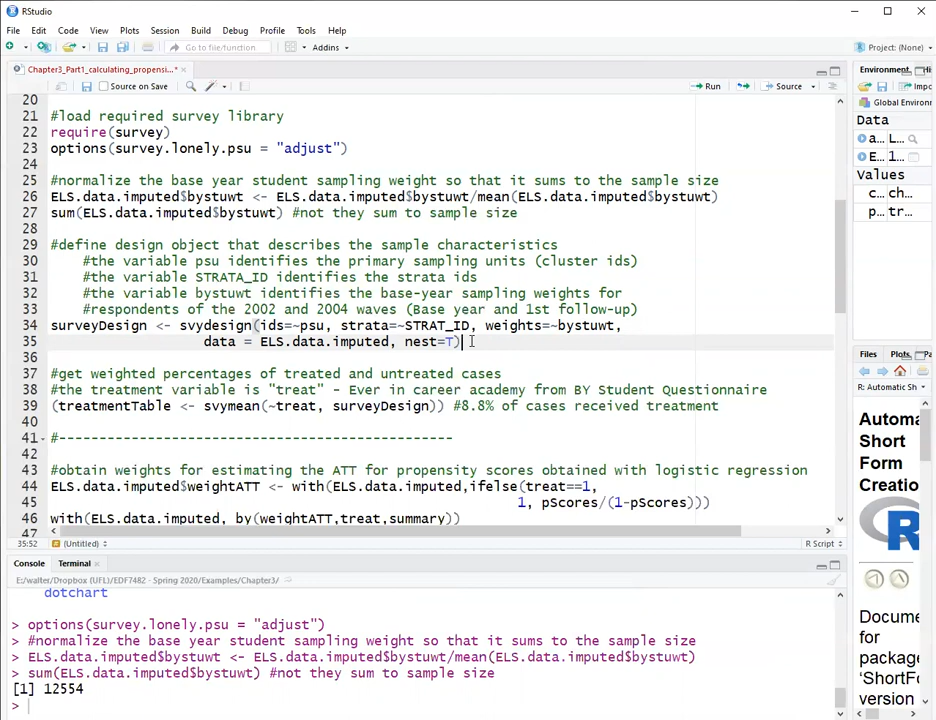 RStudio
File Edit Code View Plots Session Build Debug Profile Tools Help
Go to file/function Addins Project: (None)
Chapter3_Part1_calculating_propensi...* Environment His
Source on Save Run Source Impo
20
21 #load required survey library
22 require(survey)
23 options(survey.lonely.psu = "adjust")
24
25 #normalize the base year student sampling weight so that it sums to the sample size
26 ELS.data.imputed$bystuwt <- ELS.data.imputed$bystuwt/mean(ELS.data.imputed$bystuwt)
27 sum(ELS.data.imputed$bystuwt) #not they sum to sample size
28
29 #define design object that describes the sample characteristics
30 #the variable psu identifies the primary sampling units (cluster ids)
31 #the variable STRATA_ID identifies the strata ids
32 #the variable bystuwt identifies the base-year sampling weights for
33 #respondents of the 2002 and 2004 waves (Base year and 1st follow-up)
34 surveyDesign <- svydesign(ids=~psu, strata=~STRAT_ID, weights=~bystuwt,
35 data = ELS.data.imputed, nest=T)
36
37 #get weighted percentages of treated and untreated cases
38 #the treatment variable is "treat" - Ever in career academy from BY Student Questionnaire
39 (treatmentTable <- svymean(~treat, surveyDesign)) #8.8% of cases received treatment
40
41 #-------------------------------------------------
42
43 #obtain weights for estimating the ATT for propensity scores obtained with logistic regression
44 ELS.data.imputed$weightATT <- with(ELS.data.imputed,ifelse(treat==1,
45 1, pScores/(1-pScores)))
46 with(ELS.data.imputed, by(weightATT,treat,summary))
47
35:52 (Untitled) R Script
Global Environ
Data
a... L...
E... 1...
Values
c... ch...
p... tr...
Files Plots Pa
R: Automatic Sh
Automa
Short
Form
Creatio
R
Docume
for
package
'ShortFo
version
Console Terminal
E:/walter/Dropbox (UFL)/EDF7482 - Spring 2020/Examples/Chapter3/
dotchart
> options(survey.lonely.psu = "adjust")
> #normalize the base year student sampling weight so that it sums to the sample size
> ELS.data.imputed$bystuwt <- ELS.data.imputed$bystuwt/mean(ELS.data.imputed$bystuwt)
> sum(ELS.data.imputed$bystuwt) #not they sum to sample size
[1] 12554
>